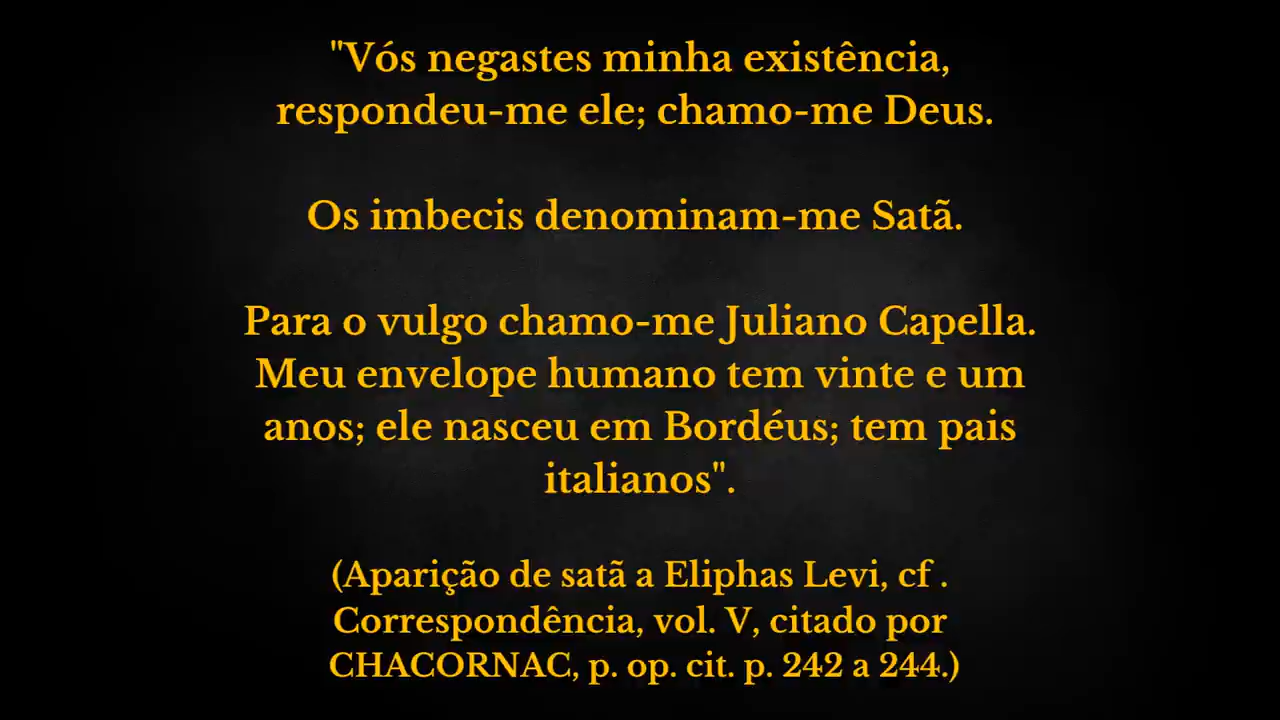 "Vós negastes minha existência,
respondeu-me ele; chamo-me Deus.
Os imbecis denominam-me Satã.
Para o vulgo chamo-me Juliano Capella.
Meu envelope humano tem vinte e um
anos; ele nasceu em Bordéus; tem pais
italianos".
(Aparição de satã a Eliphas Levi, cf .
Correspondência, vol. V, citado por
CHACORNAC, p. op. cit. p. 242 a 244.)